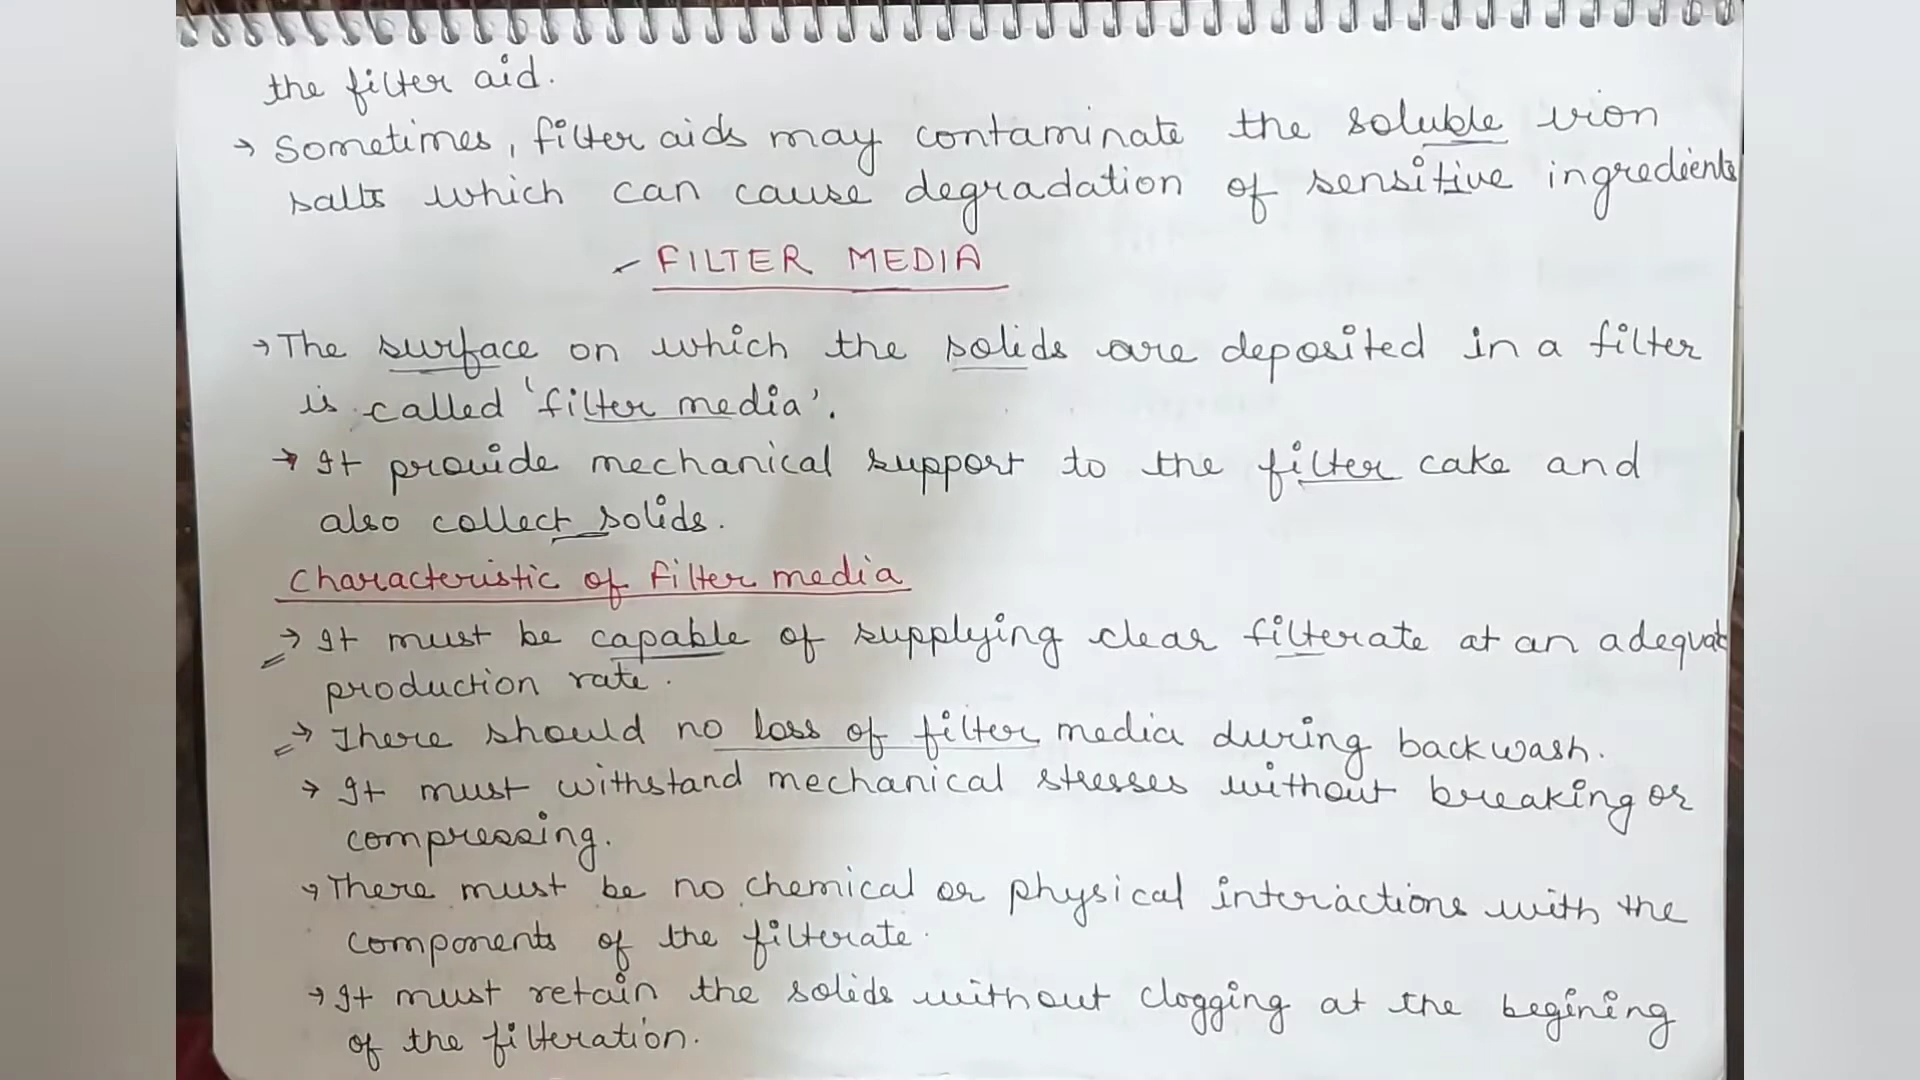 the filter aid.
→ Sometimes, filter aids may contaminate the soluble iron
salts which can cause degradation of sensitive ingredients
FILTER MEDIA
→ The surface on which the solids are deposited in a filter
is called 'filter media'.
→ It provide mechanical support to the filter cake and
also collect solids.
Characteristic of filter media
→ It must be capable of supplying clear filterate at an adequat
production rate.
→ There should no loss of filter media during backwash.
→ It must withstand mechanical stresses without breaking or
compressing.
→ There must be no chemical or physical interactions with the
components of the filterate.
→ It must retain the solids without clogging at the begining
of the filteration.